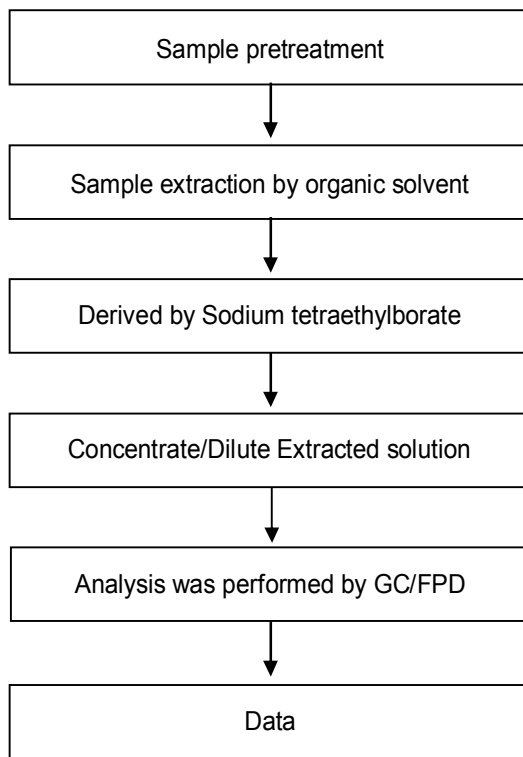 Sample pretreatment
Sample extraction by organic solvent
Derived by Sodium tetraethylborate
Concentrate/Dilute Extracted solution
Analysis was performed by GC/FPD
Data